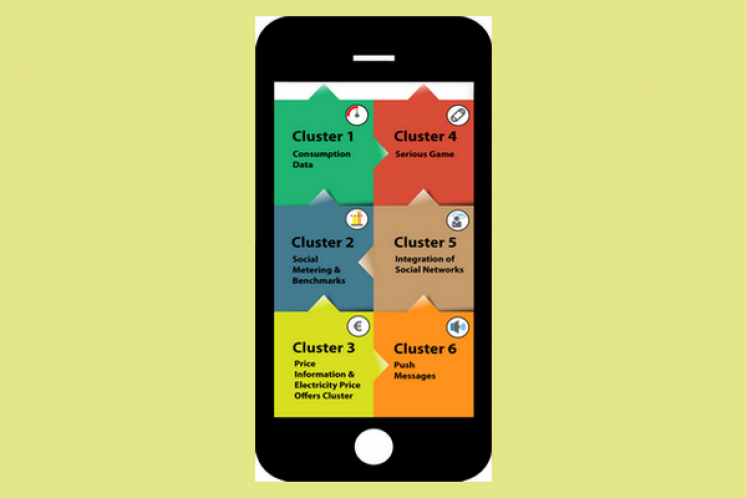 Cluster 1
Consumption
Data
Cluster 4
Serious Game
Cluster 2
Social
Metering &
Benchmarks
Cluster 5
Integration of
Social Networks
Cluster 3
Price
Information &
Electricity Price
Offers Cluster
€
Cluster 6
Push
Messages